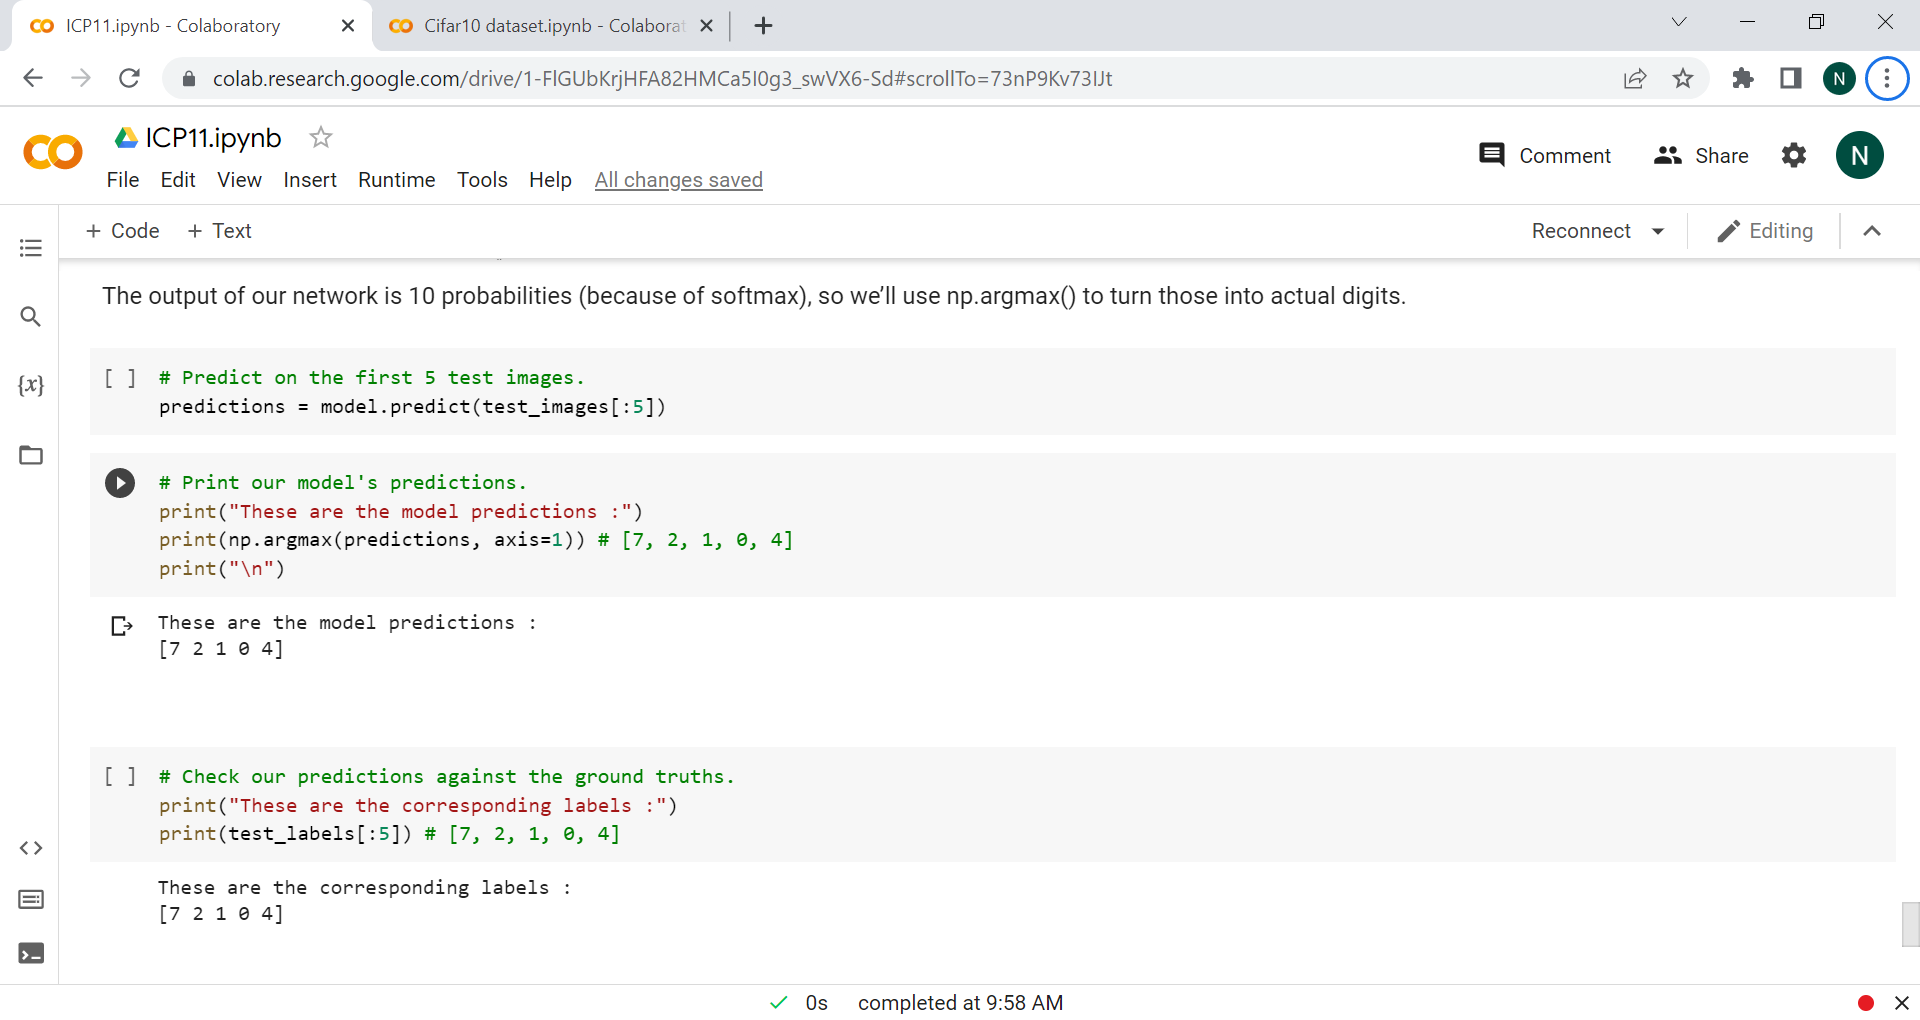 ICP11.ipynb - Colaboratory
Cifar10 dataset.ipynb - Colaborat
colab.research.google.com/drive/1-FlGUbKrjHFA82HMCa5I0g3_swVX6-Sd#scrollTo=73nP9Kv73IJt
N
ICP11.ipynb
Comment
Share
N
File Edit View Insert Runtime Tools Help All changes saved
+ Code + Text
Reconnect
Editing
The output of our network is 10 probabilities (because of softmax), so we’ll use np.argmax() to turn those into actual digits.
{x}
[ ] # Predict on the first 5 test images.
predictions = model.predict(test_images[:5])
# Print our model's predictions.
print("These are the model predictions :")
print(np.argmax(predictions, axis=1)) # [7, 2, 1, 0, 4]
print("\n")
These are the model predictions :
[7 2 1 0 4]
[ ] # Check our predictions against the ground truths.
print("These are the corresponding labels :")
print(test_labels[:5]) # [7, 2, 1, 0, 4]
These are the corresponding labels :
[7 2 1 0 4]
0s completed at 9:58 AM